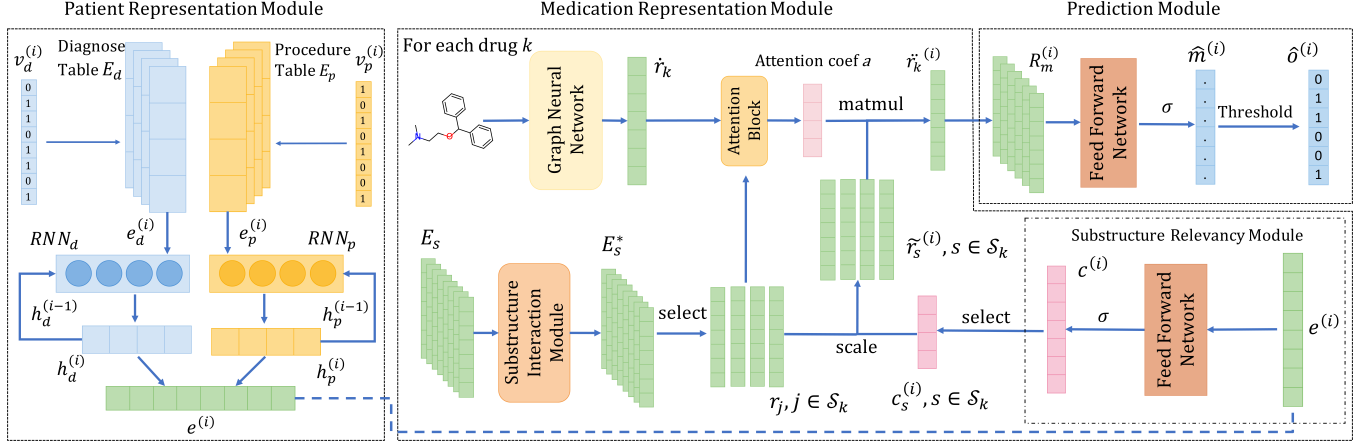 Patient Representation Module
Medication Representation Module
Prediction Module
v_d^{(i)}
Diagnose
Table E_d
Procedure
Table E_p
v_p^{(i)}
0
1
1
0
1
1
0
1
1
0
1
0
1
0
0
1
e_d^{(i)}
e_p^{(i)}
RNN_d
RNN_p
h_d^{(i-1)}
h_p^{(i-1)}
h_d^{(i)}
h_p^{(i)}
e^{(i)}
For each drug k
N
O
Graph Neural
Network
ṙ_k
Attention
Block
Attention coef a
matmul
r̈_k^{(i)}
E_s
Substructure
Interaction
Module
E_s^*
select
r_j, j ∈ 𝒮_k
scale
r̃_s^{(i)}, s ∈ 𝒮_k
c_s^{(i)}, s ∈ 𝒮_k
select
R_m^{(i)}
Feed Forward
Network
σ
m̂^{(i)}
.
.
.
.
.
.
Threshold
ô^{(i)}
0
1
1
0
0
1
Substructure Relevancy Module
c^{(i)}
σ
Feed Forward
Network
e^{(i)}